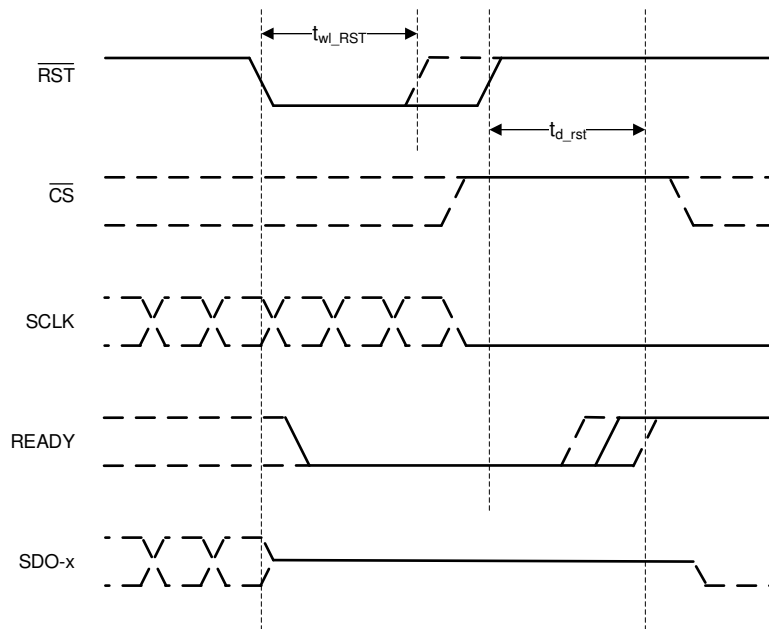 t_wl_RST
RST
t_d_rst
CS
SCLK
READY
SDO-x